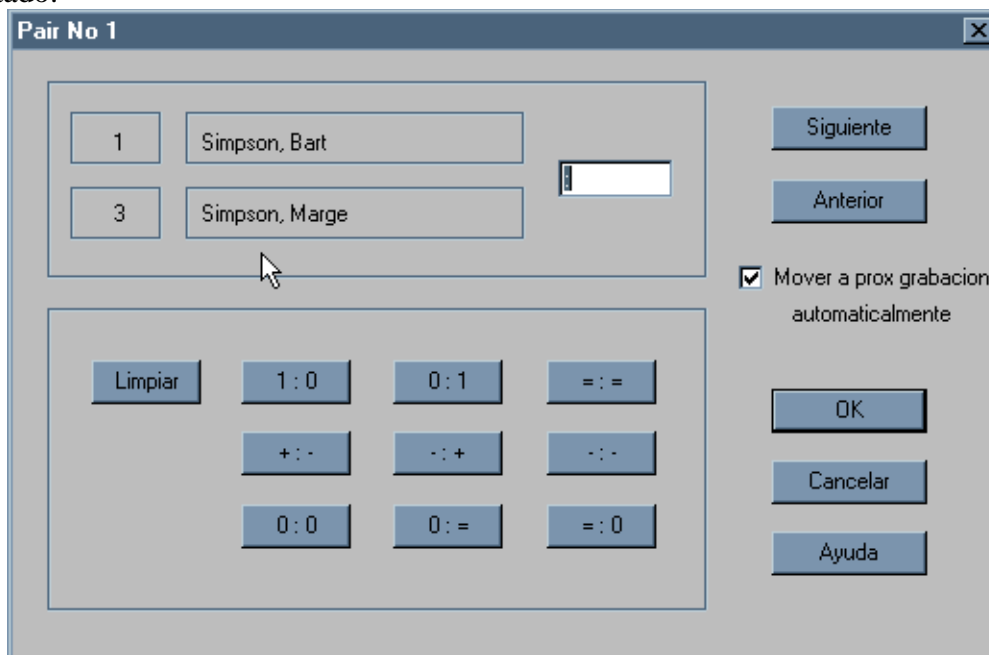 Pair No 1
1 Simpson, Bart
3 Simpson, Marge
:
Siguiente
Anterior
Mover a prox grabacion
automaticalmente
Limpiar 1 : 0 0 : 1 = : =
+ : - - : + - : -
0 : 0 0 : = = : 0
OK
Cancelar
Ayuda